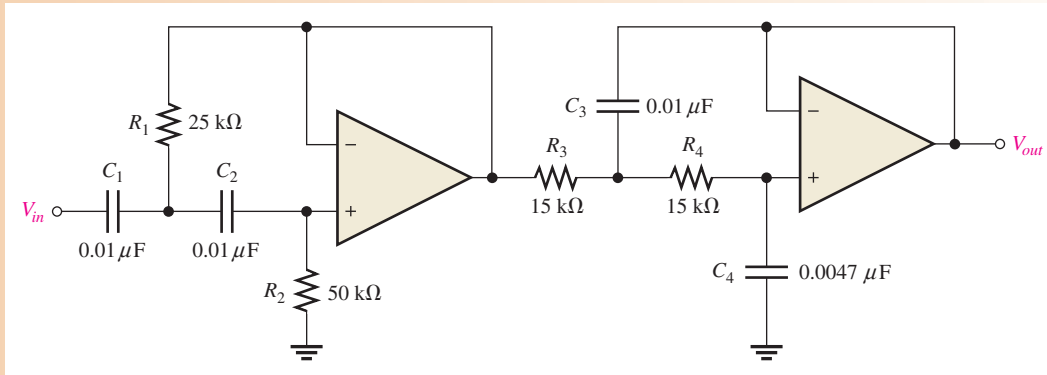 R1 25 kΩ
C1
C2
Vin
0.01 μF
0.01 μF
R2 50 kΩ
−
+
R3
15 kΩ
C3 0.01 μF
R4
15 kΩ
−
+
C4 0.0047 μF
Vout